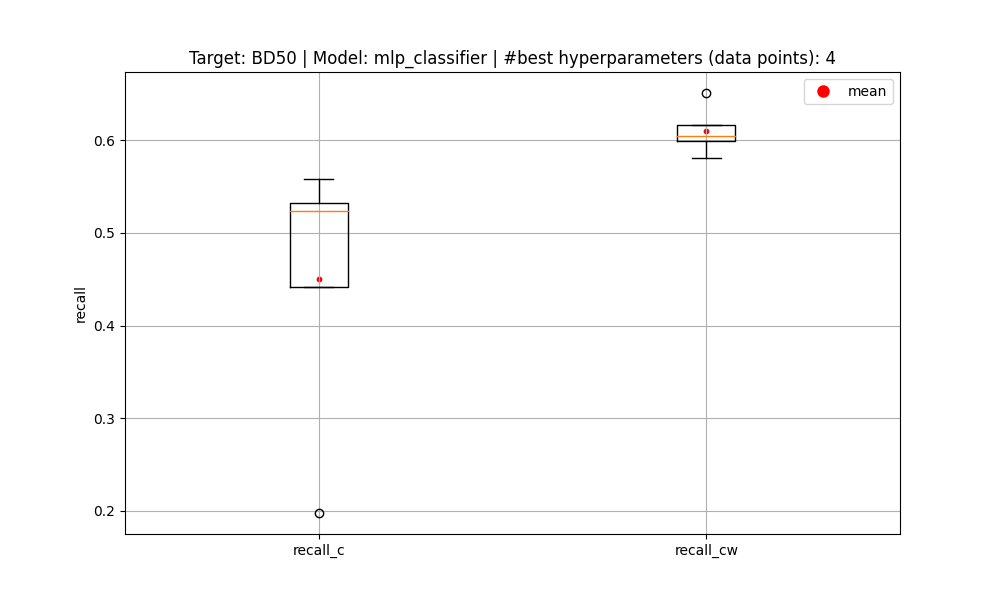 Target: BD50 | Model: mlp_classifier | #best hyperparameters (data points): 4
mean
0.6
0.5
0.4
0.3
0.2
recall
recall_c
recall_cw